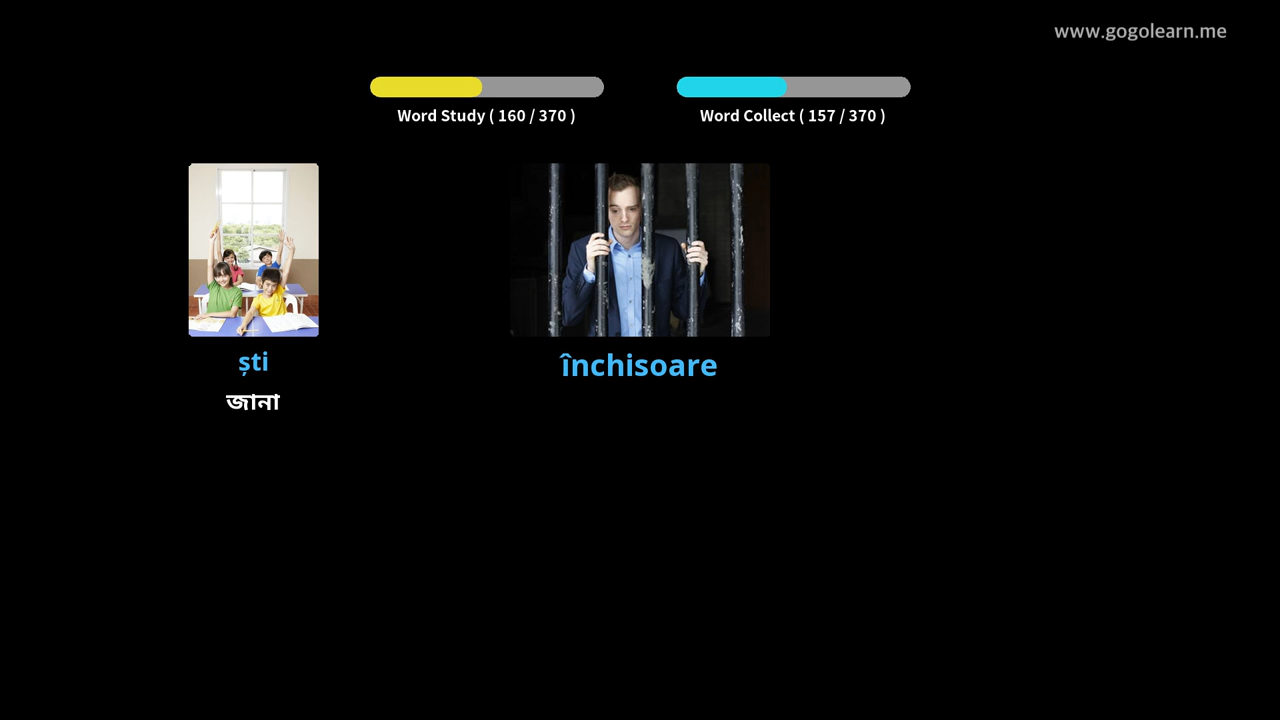 www.gogolearn.me
Word Study ( 160 / 370 )
Word Collect ( 157 / 370 )
ști
জানা
închisoare